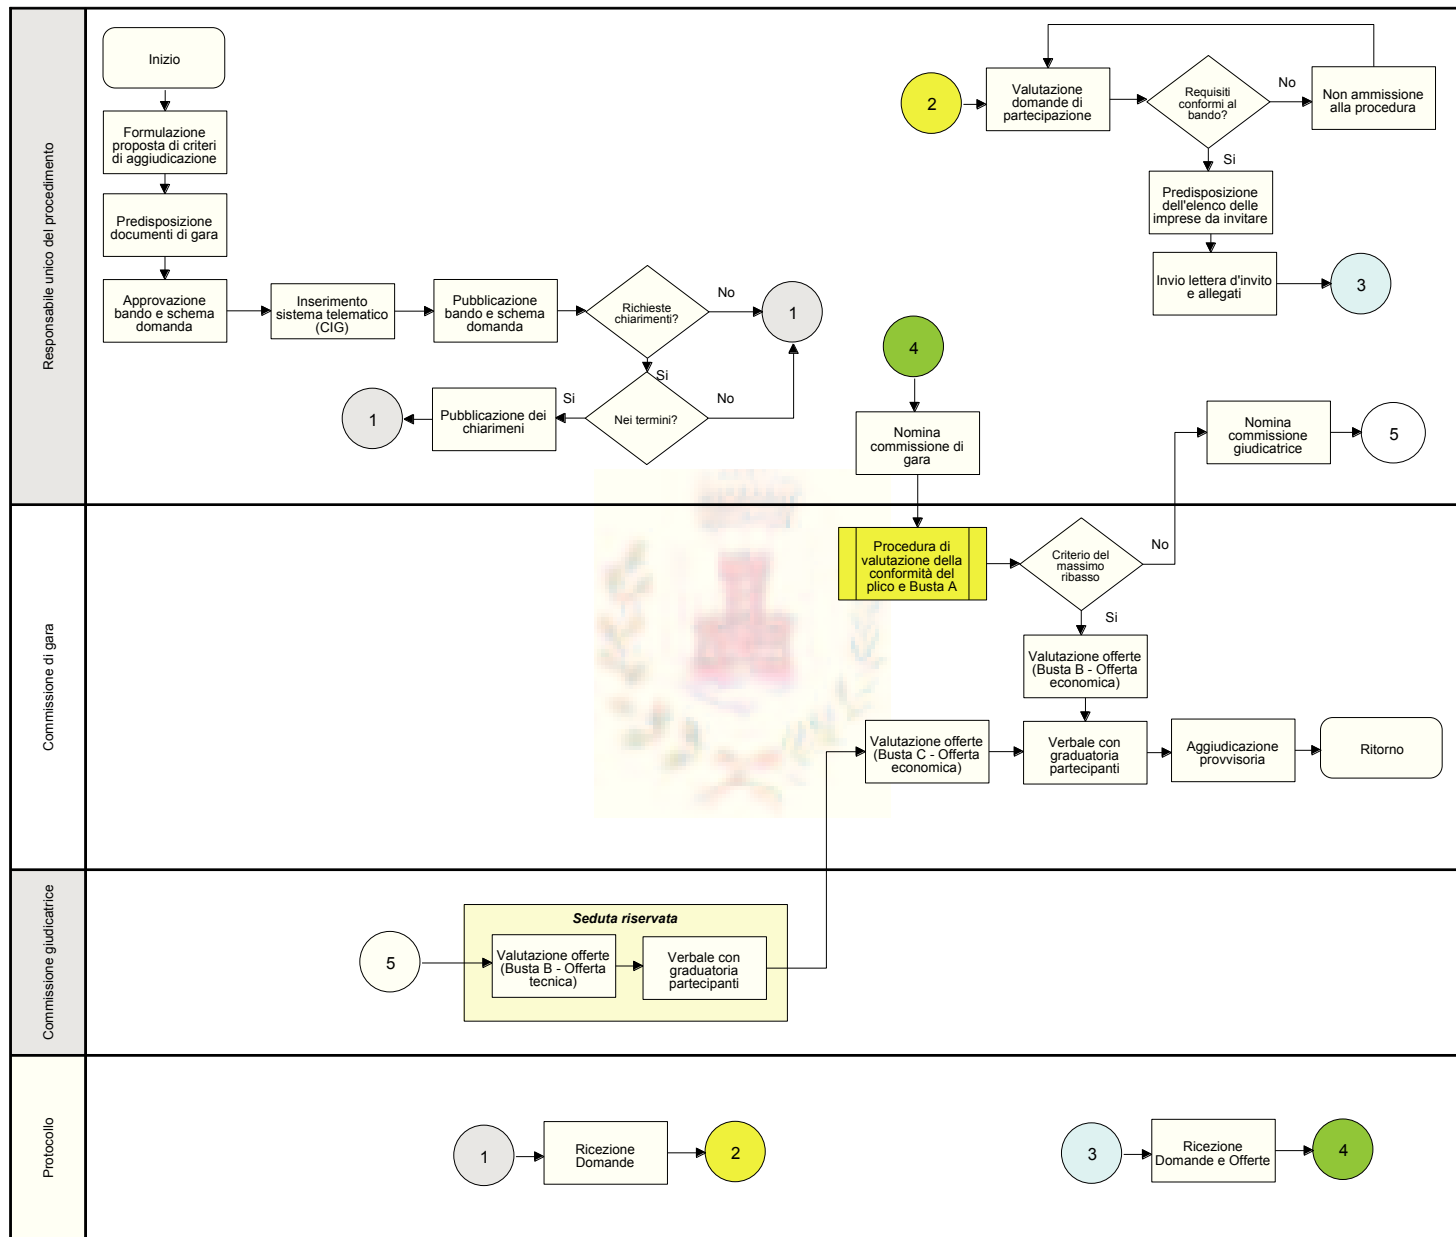 Responsabile unico del procedimento
Inizio
Formulazione
proposta di criteri
di aggiudicazione
Predisposizione
documenti di gara
Approvazione
bando e schema
domanda
Inserimento
sistema telematico
(CIG)
Pubblicazione
bando e schema
domanda
Richieste
chiarimenti?
No
1
Si
Nei termini?
No
Si
Pubblicazione dei
chiarimeni
1
2
Valutazione
domande di
partecipazione
Requisiti
conformi al
bando?
No
Non ammissione
alla procedura
Si
Predisposizione
dell'elenco delle
imprese da invitare
Invio lettera d'invito
e allegati
3
4
Nomina
commissione di
gara
Nomina
commissione
giudicatrice
5
Commissione di gara
Procedura di
valutazione della
conformità del
plico e Busta A
Criterio del
massimo
ribasso
No
Si
Valutazione offerte
(Busta B - Offerta
economica)
Valutazione offerte
(Busta C - Offerta
economica)
Verbale con
graduatoria
partecipanti
Aggiudicazione
provvisoria
Ritorno
Commissione giudicatrice
5
Seduta riservata
Valutazione offerte
(Busta B - Offerta
tecnica)
Verbale con
graduatoria
partecipanti
Protocollo
1
Ricezione
Domande
2
3
Ricezione
Domande e Offerte
4